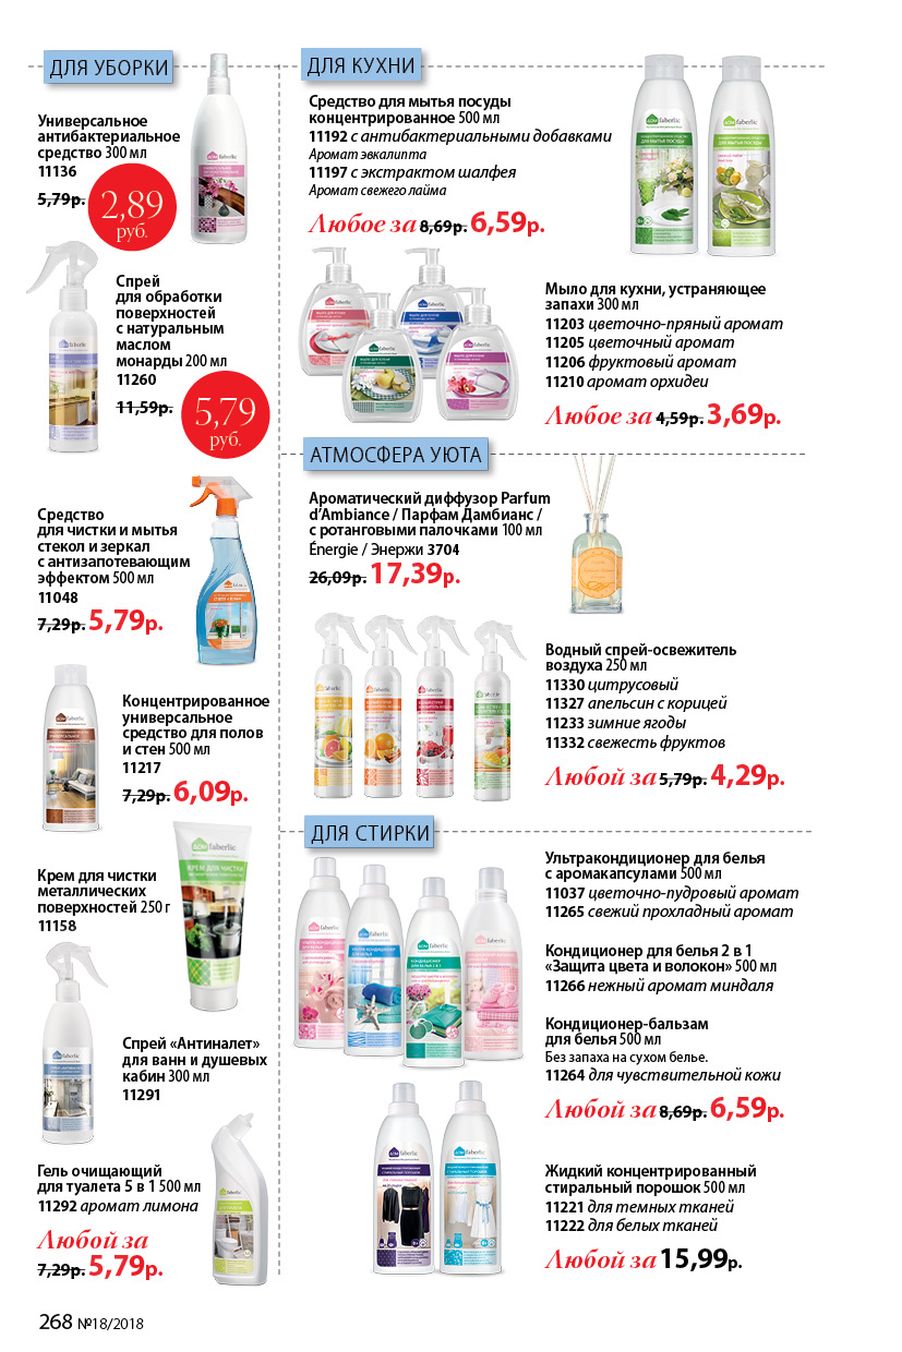 ДЛЯ УБОРКИ
Универсальное
антибактериальное
средство 300 мл
11136
5,79р.
2,89
руб.
Спрей
для обработки
поверхностей
с натуральным
маслом
монарды 200 мл
11260
11,59р.
5,79
руб.
Средство
для чистки и мытья
стекол и зеркал
с антизапотевающим
эффектом 500 мл
11048
7,29р. 5,79р.
Концентрированное
универсальное
средство для полов
и стен 500 мл
11217
7,29р. 6,09р.
Крем для чистки
металлических
поверхностей 250 г
11158
Спрей «Антиналет»
для ванн и душевых
кабин 300 мл
11291
Гель очищающий
для туалета 5 в 1 500 мл
11292 аромат лимона
Любой за
7,29р. 5,79р.
ДЛЯ КУХНИ
Средство для мытья посуды
концентрированное 500 мл
11192 с антибактериальными добавками
Аромат эвкалипта
11197 с экстрактом шалфея
Аромат свежего лайма
Любое за 8,69р. 6,59р.
Мыло для кухни, устраняющее
запахи 300 мл
11203 цветочно-пряный аромат
11205 цветочный аромат
11206 фруктовый аромат
11210 аромат орхидеи
Любое за 4,59р. 3,69р.
АТМОСФЕРА УЮТА
Ароматический диффузор Parfum
d’Ambiance / Парфам Дамбианс /
с ротанговыми палочками 100 мл
Énergie / Энержи 3704
26,09р. 17,39р.
Водный спрей-освежитель
воздуха 250 мл
11330 цитрусовый
11327 апельсин с корицей
11233 зимние ягоды
11332 свежесть фруктов
Любой за 5,79р. 4,29р.
ДЛЯ СТИРКИ
Ультракондиционер для белья
с аромакапсулами 500 мл
11037 цветочно-пудровый аромат
11265 свежий прохладный аромат
Кондиционер для белья 2 в 1
«Защита цвета и волокон» 500 мл
11266 нежный аромат миндаля
Кондиционер-бальзам
для белья 500 мл
Без запаха на сухом белье.
11264 для чувствительной кожи
Любой за 8,69р. 6,59р.
Жидкий концентрированный
стиральный порошок 500 мл
11221 для темных тканей
11222 для белых тканей
Любой за 15,99р.
268 №18/2018